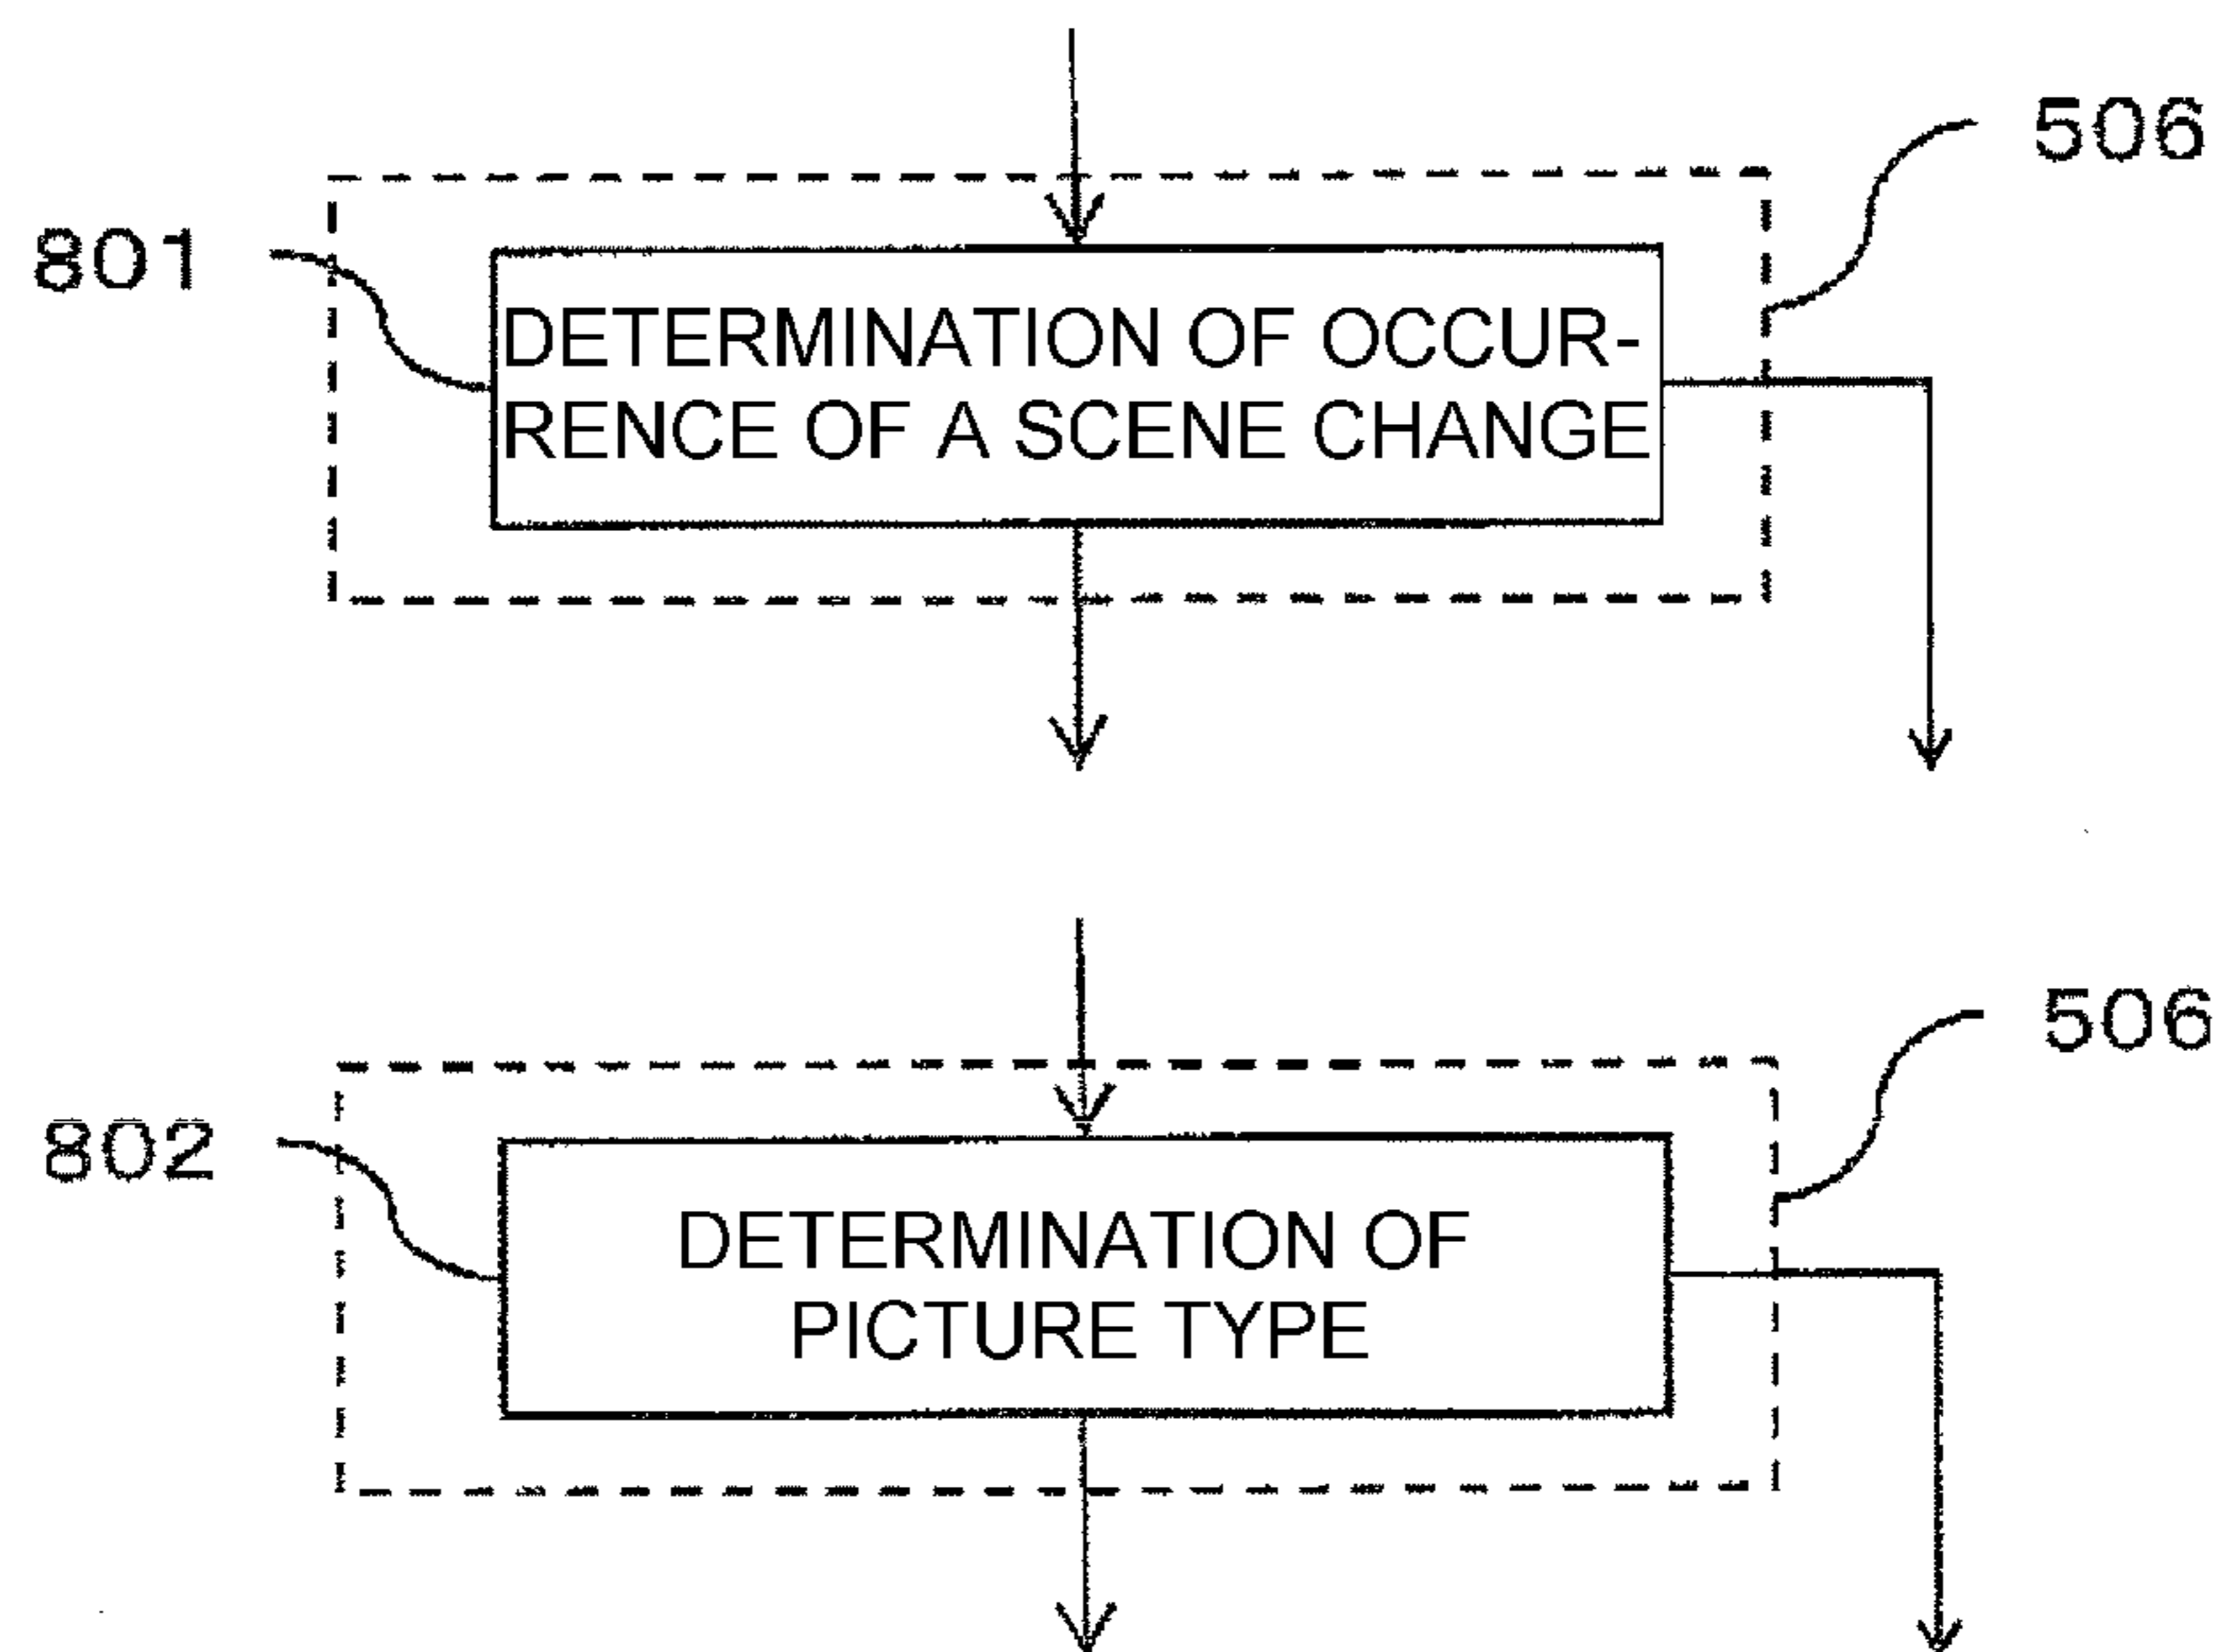 506
801
DETERMINATION OF OCCUR-
RENCE OF A SCENE CHANGE
506
802
DETERMINATION OF
PICTURE TYPE